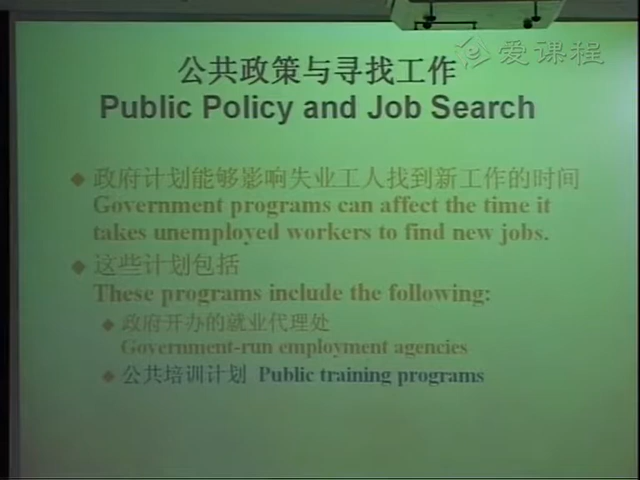 爱课程
公共政策与寻找工作
Public Policy and Job Search
政府计划能够影响失业工人找到新工作的时间
Government programs can affect the time it
takes unemployed workers to find new jobs.
这些计划包括
These programs include the following:
政府开办的就业代理处
Government-run employment agencies
公共培训计划 Public training programs